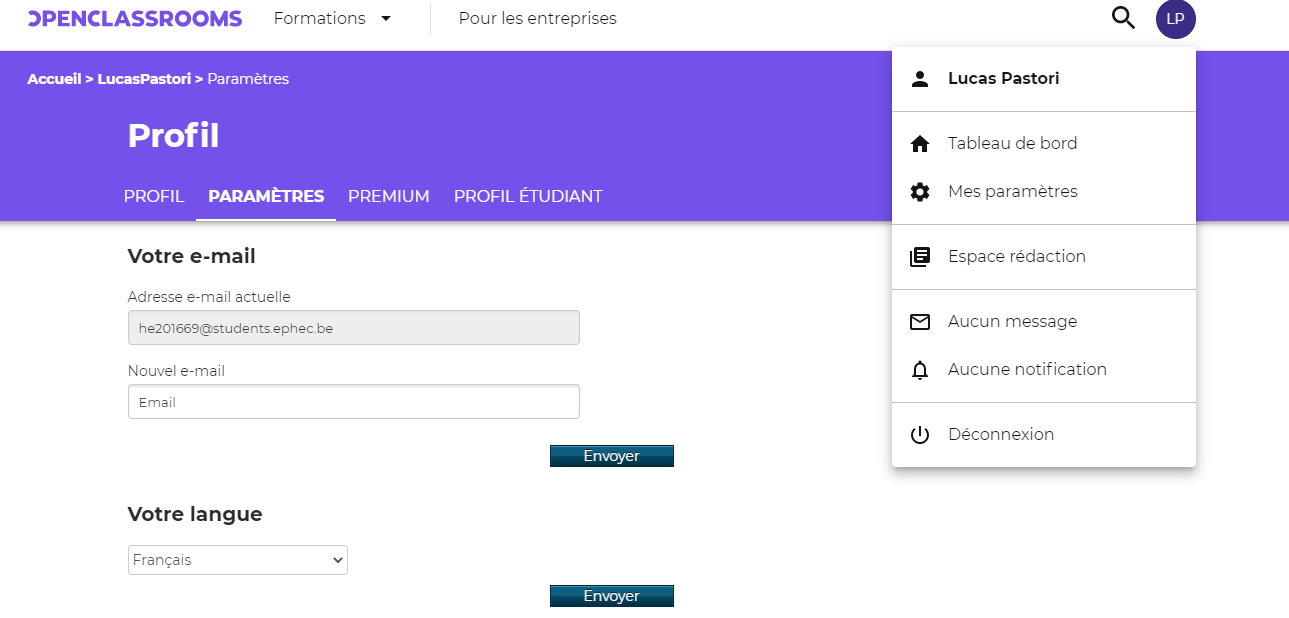 OPENCLASSROOMS Formations Pour les entreprises LP
Accueil > LucasPastori > Paramètres
Profil
PROFIL PARAMÈTRES PREMIUM PROFIL ÉTUDIANT
Lucas Pastori
Tableau de bord
Mes paramètres
Espace rédaction
Aucun message
Aucune notification
Déconnexion
Votre e-mail
Adresse e-mail actuelle
he201669@students.ephec.be
Nouvel e-mail
Email
Envoyer
Votre langue
Français
Envoyer